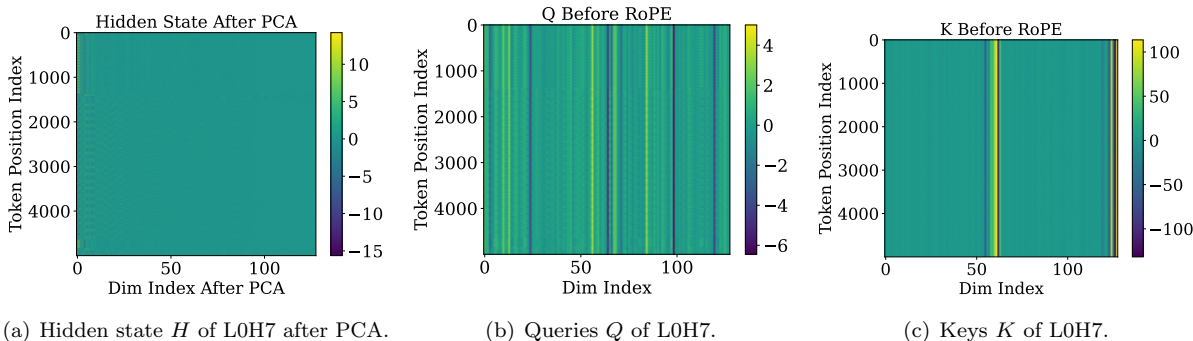 Hidden State After PCA
Token Position Index
0
1000
2000
3000
4000
0 50 100
Dim Index After PCA
10
5
0
−5
−10
−15
(a) Hidden state H of L0H7 after PCA.
Q Before RoPE
Token Position Index
0
1000
2000
3000
4000
0 100
Dim Index
4
2
0
−2
−4
−6
(b) Queries Q of L0H7.
K Before RoPE
Token Position Index
0
1000
2000
3000
4000
0 100
Dim Index
100
50
0
−50
−100
(c) Keys K of L0H7.